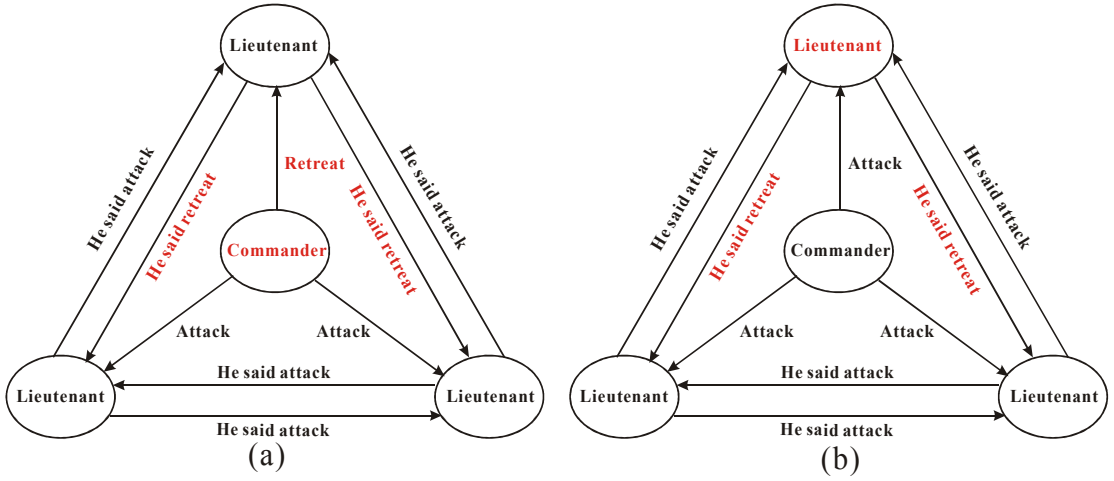 Lieutenant
He said attack
He said retreat
Retreat
He said retreat
He said attack
Commander
Attack
Attack
Lieutenant
He said attack
Lieutenant
He said attack
(a)
Lieutenant
He said attack
He said retreat
Attack
He said retreat
He said attack
Commander
Attack
Attack
Lieutenant
He said attack
Lieutenant
He said attack
(b)